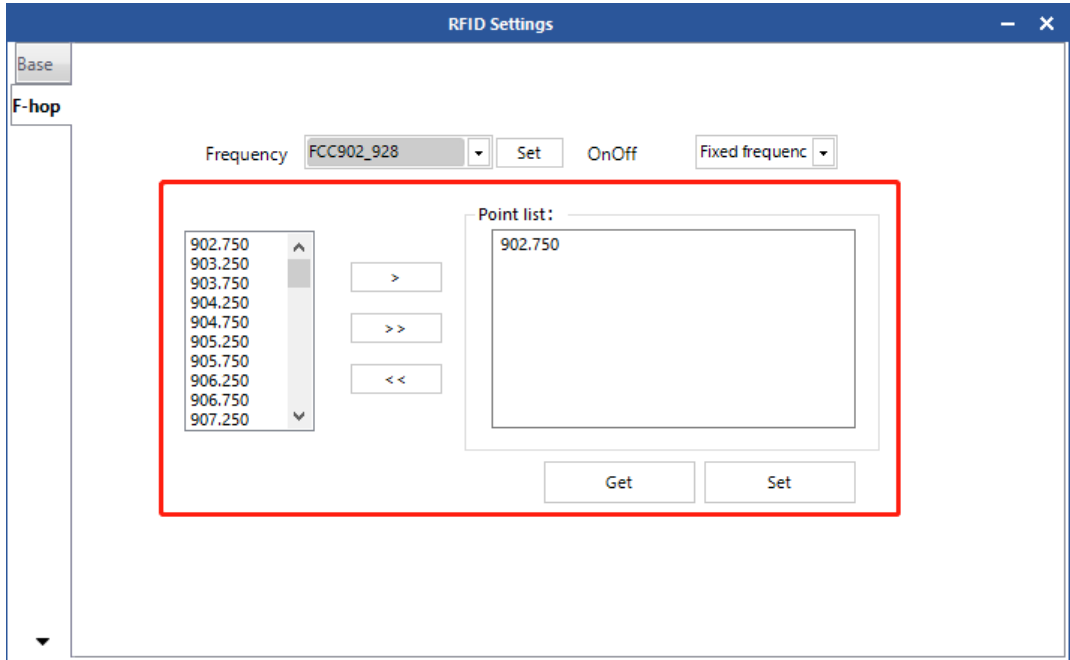 RFID Settings
Base
F-hop
Frequency FCC902_928 Set OnOff Fixed frequenc
Point list:
902.750
903.250
903.750
904.250
904.750
905.250
905.750
906.250
906.750
907.250
>
>>
<<
902.750
Get Set